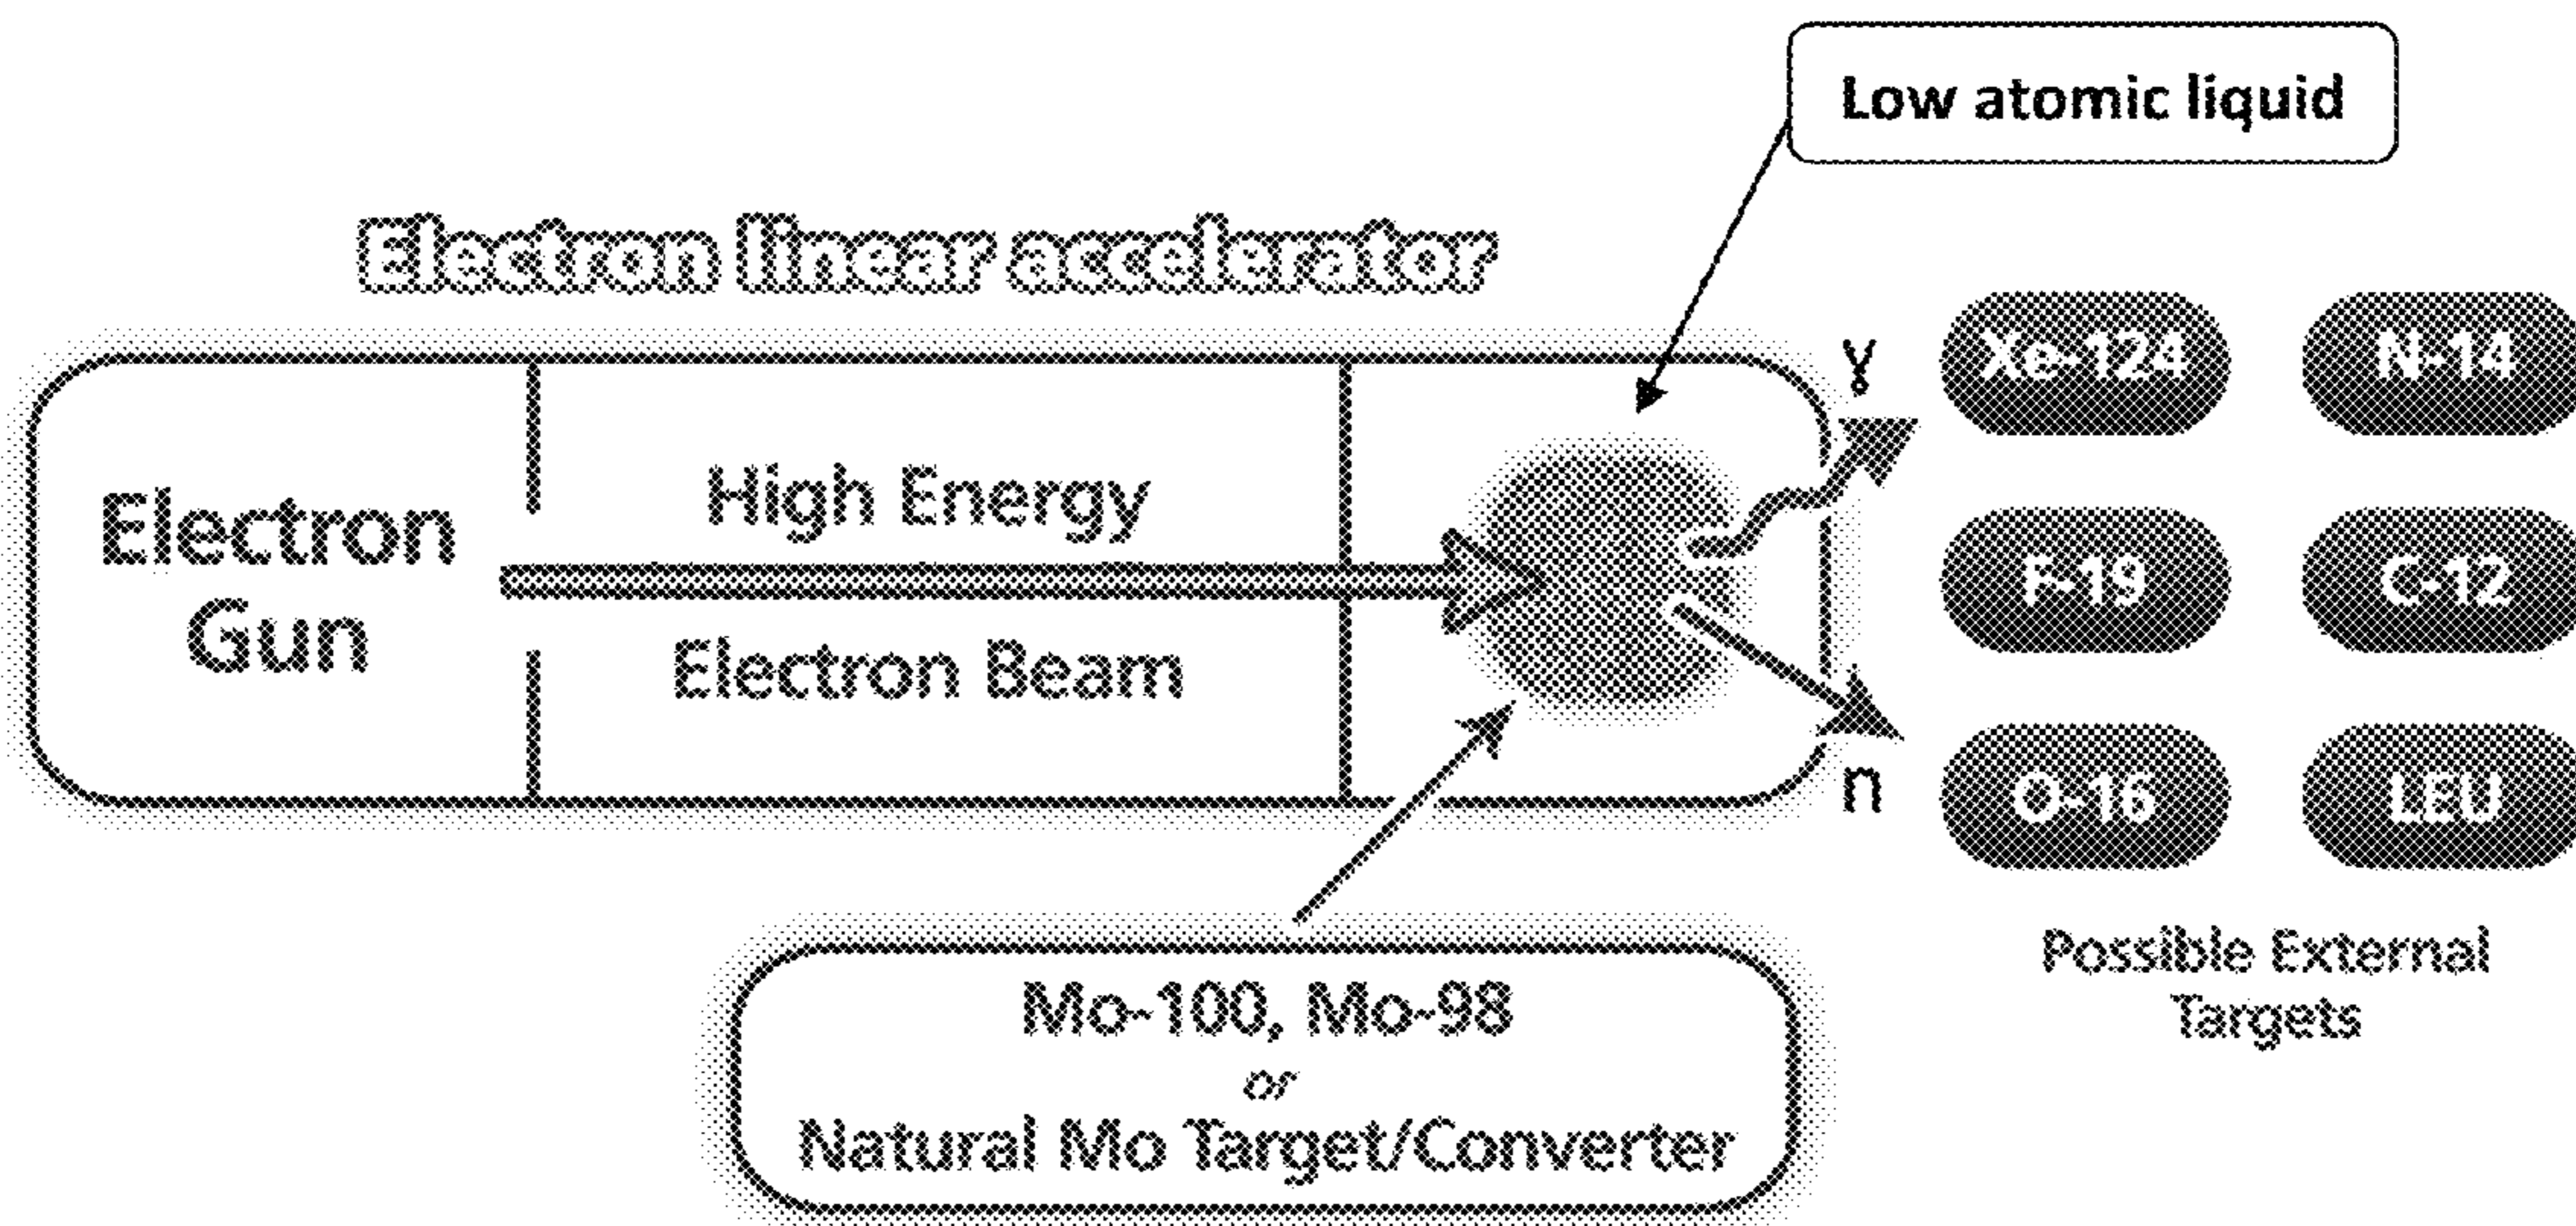 Low atomic liquid
Electron linear accelerator
Electron
Gun
High Energy
Electron Beam
γ
n
Xe-124
N-14
F-19
C-12
O-16
LEU
Possible External
Targets
Mo-100, Mo-98
or
Natural Mo Target/Converter